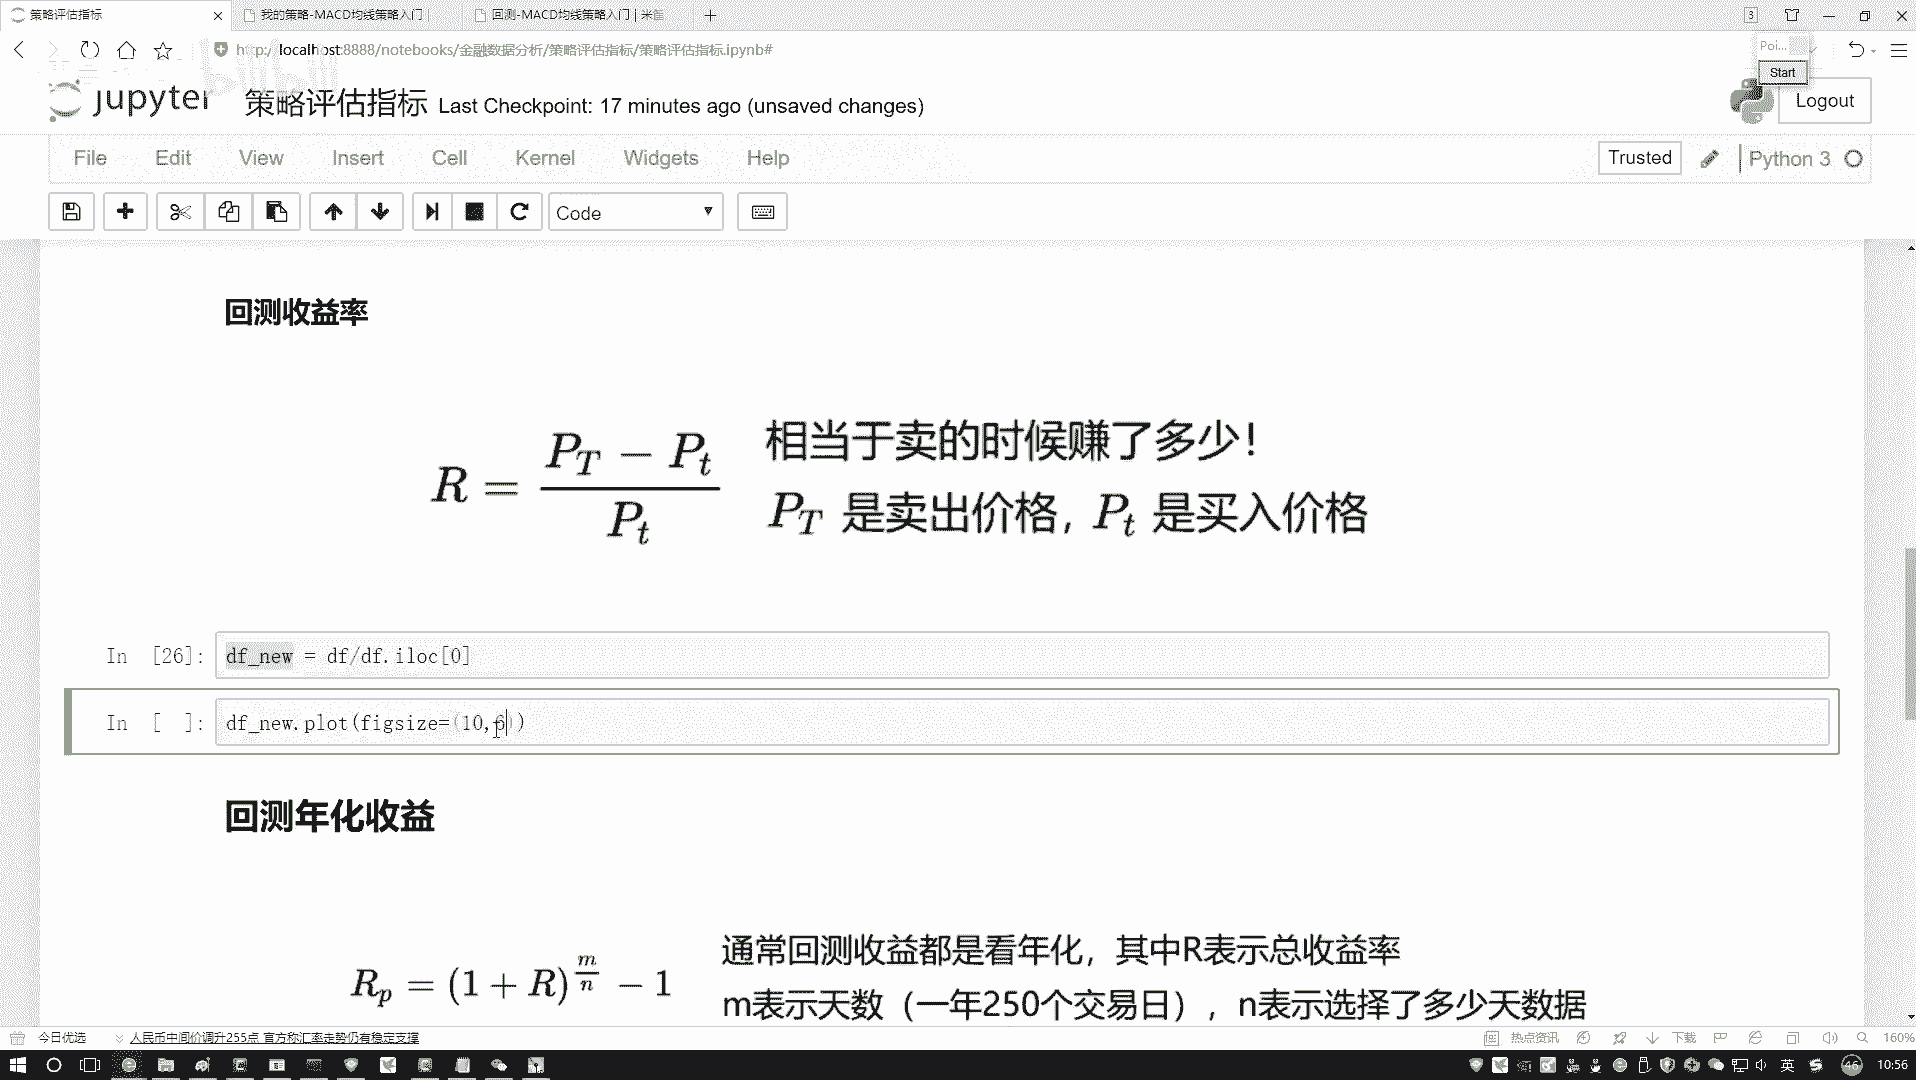 策略评估指标
我的策略-MACD均线策略入门 |
回测-MACD均线策略入门 | 米筐
3
http://localhost:8888/notebooks/金融数据分析/策略评估指标/策略评估指标.ipynb#
Poi...
Start
bilibili
jupyter 策略评估指标 Last Checkpoint: 17 minutes ago (unsaved changes)
Logout
File Edit View Insert Cell Kernel Widgets Help
Trusted
Python 3
Code
回测收益率
R = (P_T − P_t) / P_t
相当于卖的时候赚了多少!
P_T 是卖出价格, P_t 是买入价格
In [26]: df_new = df/df.iloc[0]
In [ ]: df_new.plot(figsize=(10,6))
回测年化收益
R_p = (1 + R)^(m/n) − 1
通常回测收益都是看年化，其中R表示总收益率
m表示天数（一年250个交易日），n表示选择了多少天数据
今日优选
人民币中间价调升255点 官方称汇率走势仍有稳定支撑
热点资讯
下载
160%
英
46
10:56